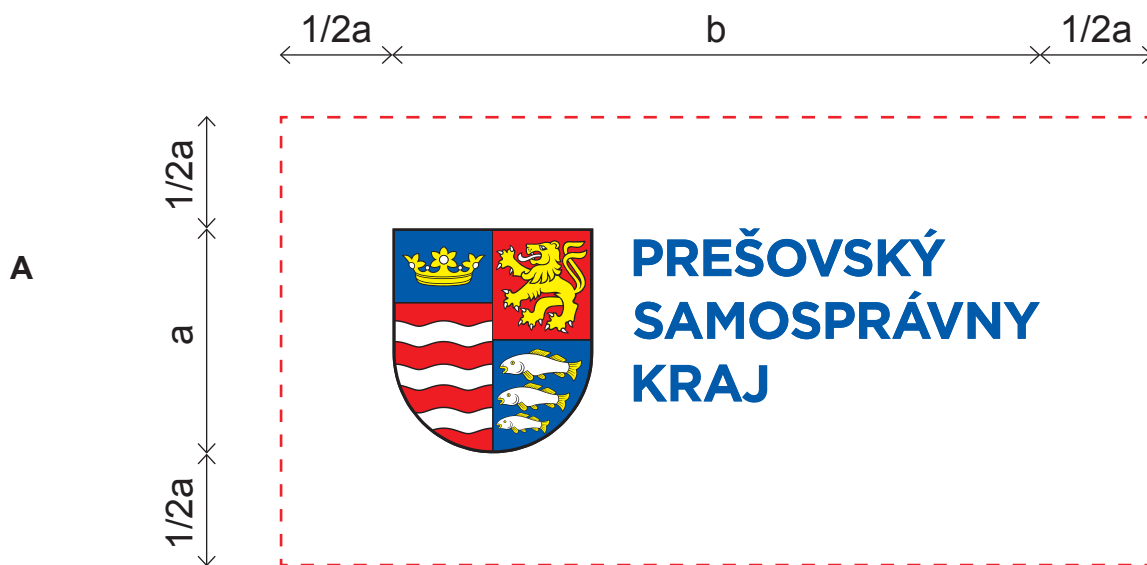 1/2a b 1/2a
1/2a
A
a
1/2a
PREŠOVSKÝ
SAMOSPRÁVNY
KRAJ